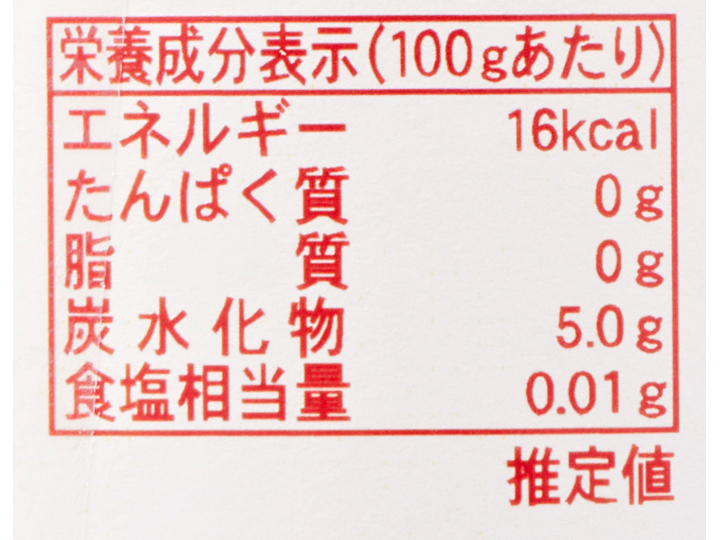 栄養成分表示(100gあたり)
エネルギー 16kcal
たんぱく質 0g
脂質 0g
炭水化物 5.0g
食塩相当量 0.01g
推定値